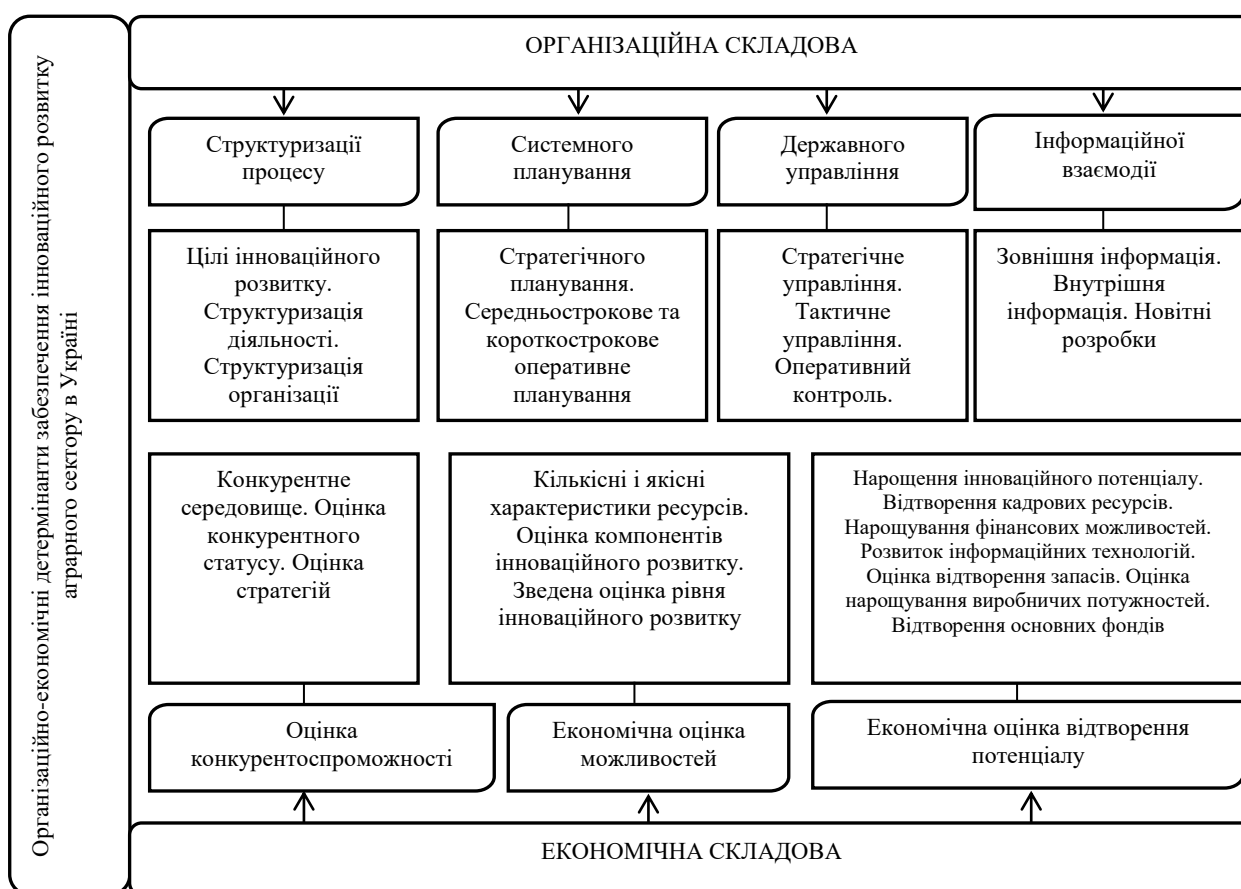 Організаційно-економічні детермінанти забезпечення інноваційного розвитку
аграрного сектору в Україні
ОРГАНІЗАЦІЙНА СКЛАДОВА
Структуризації
процесу
Системного
планування
Державного
управління
Інформаційної
взаємодії
Цілі інноваційного
розвитку.
Структуризація
діяльності.
Структуризація
організації
Стратегічного
планування.
Середньострокове та
короткострокове
оперативне
планування
Стратегічне
управління.
Тактичне
управління.
Оперативний
контроль.
Зовнішня інформація.
Внутрішня
інформація. Новітні
розробки
Конкурентне
середовище. Оцінка
конкурентного
статусу. Оцінка
стратегій
Кількісні і якісні
характеристики ресурсів.
Оцінка компонентів
інноваційного розвитку.
Зведена оцінка рівня
інноваційного розвитку
Нарощення інноваційного потенціалу.
Відтворення кадрових ресурсів.
Нарощування фінансових можливостей.
Розвиток інформаційних технологій.
Оцінка відтворення запасів. Оцінка
нарощування виробничих потужностей.
Відтворення основних фондів
Оцінка
конкурентоспроможності
Економічна оцінка
можливостей
Економічна оцінка відтворення
потенціалу
ЕКОНОМІЧНА СКЛАДОВА